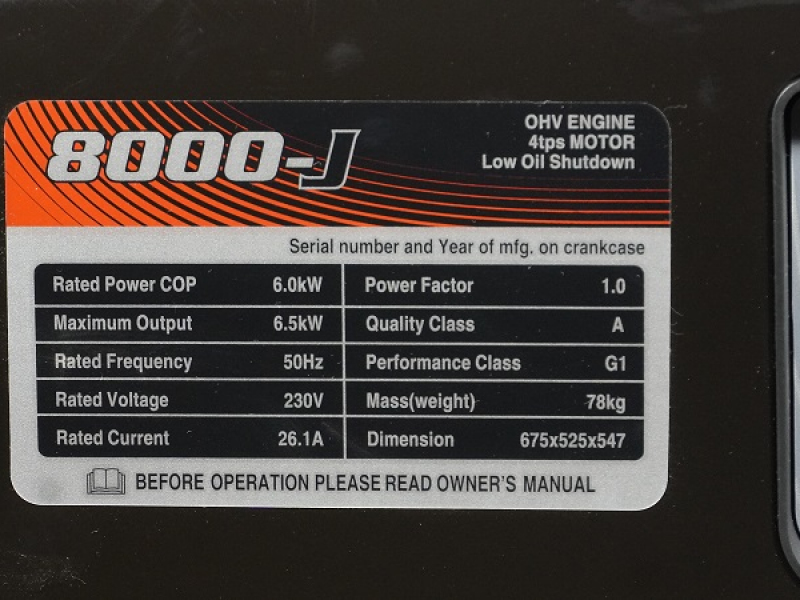 8000-J
OHV ENGINE
4tps MOTOR
Low Oil Shutdown
Serial number and Year of mfg. on crankcase
Rated Power COP 6.0kW Power Factor 1.0
Maximum Output 6.5kW Quality Class A
Rated Frequency 50Hz Performance Class G1
Rated Voltage 230V Mass(weight) 78kg
Rated Current 26.1A Dimension 675x525x547
BEFORE OPERATION PLEASE READ OWNER'S MANUAL